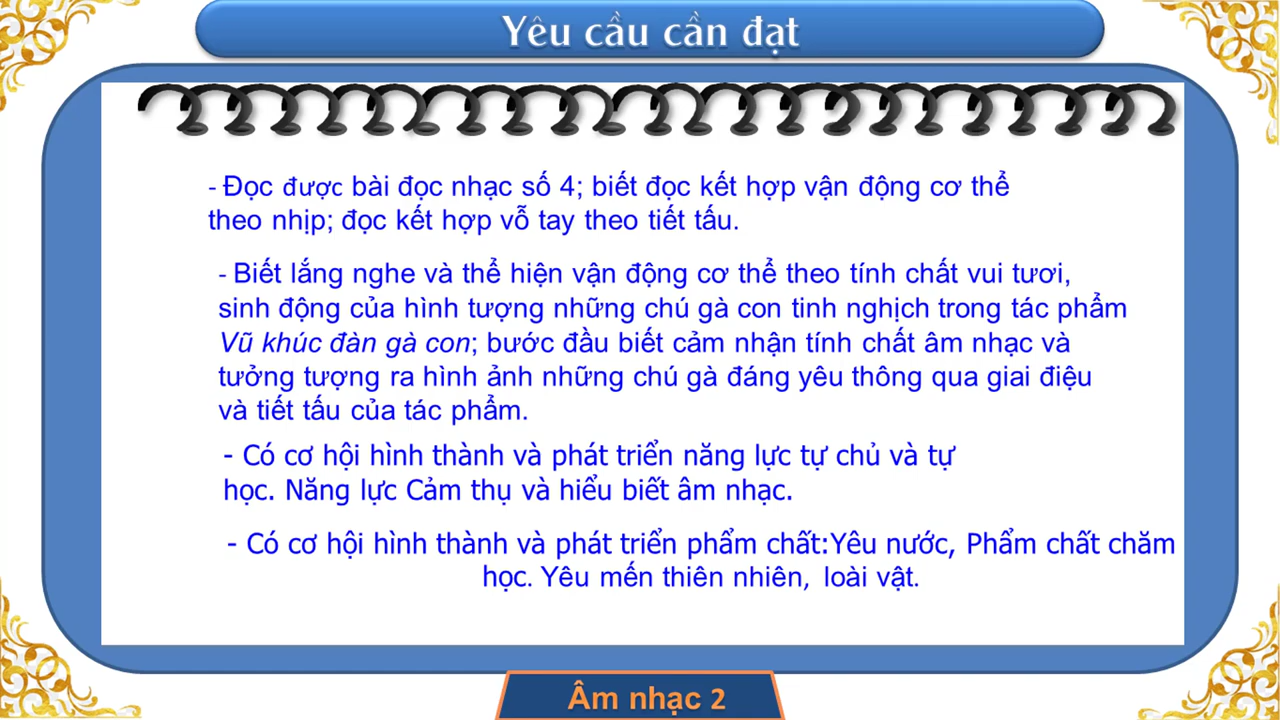 Yêu cầu cần đạt
- Đọc được bài đọc nhạc số 4; biết đọc kết hợp vận động cơ thể
theo nhịp; đọc kết hợp vỗ tay theo tiết tấu.
- Biết lắng nghe và thể hiện vận động cơ thể theo tính chất vui tươi,
sinh động của hình tượng những chú gà con tinh nghịch trong tác phẩm
Vũ khúc đàn gà con; bước đầu biết cảm nhận tính chất âm nhạc và
tưởng tượng ra hình ảnh những chú gà đáng yêu thông qua giai điệu
và tiết tấu của tác phẩm.
- Có cơ hội hình thành và phát triển năng lực tự chủ và tự
học. Năng lực Cảm thụ và hiểu biết âm nhạc.
- Có cơ hội hình thành và phát triển phẩm chất:Yêu nước, Phẩm chất chăm
học. Yêu mến thiên nhiên, loài vật.
Âm nhạc 2